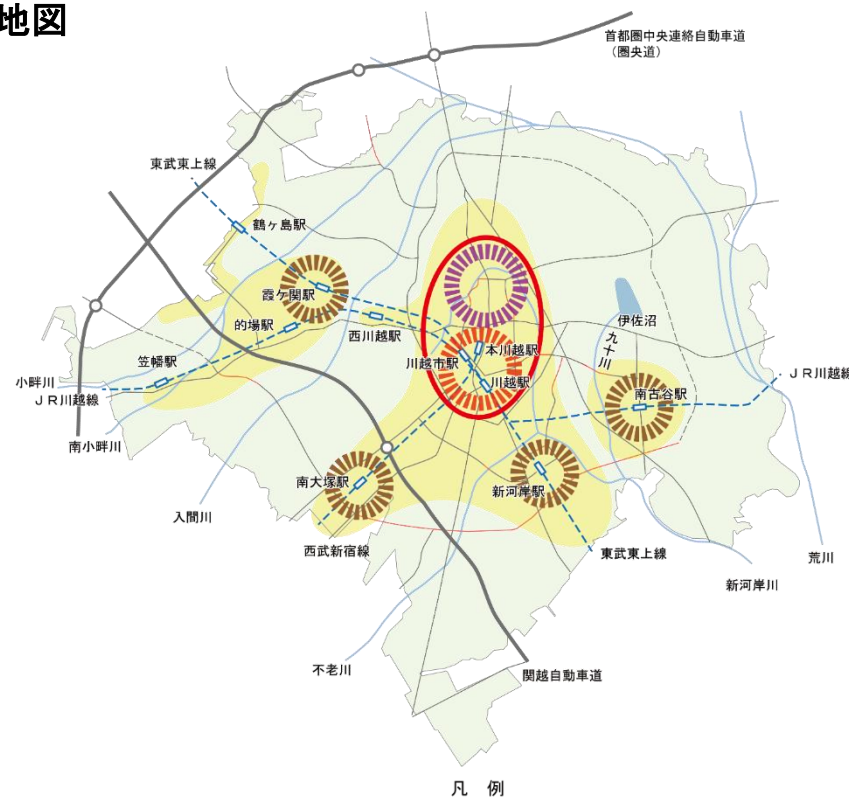 地図
首都圏中央連絡自動車道
（圏央道）
東武東上線
鶴ヶ島駅
霞ケ関駅
的場駅
西川越駅
伊佐沼
九十川
本川越駅
川越市駅
川越駅
笠幡駅
小畔川
ＪＲ川越線
ＪＲ川越線
南古谷駅
南小畔川
南大塚駅
新河岸駅
入間川
西武新宿線
東武東上線
荒川
新河岸川
不老川
関越自動車道
凡　例